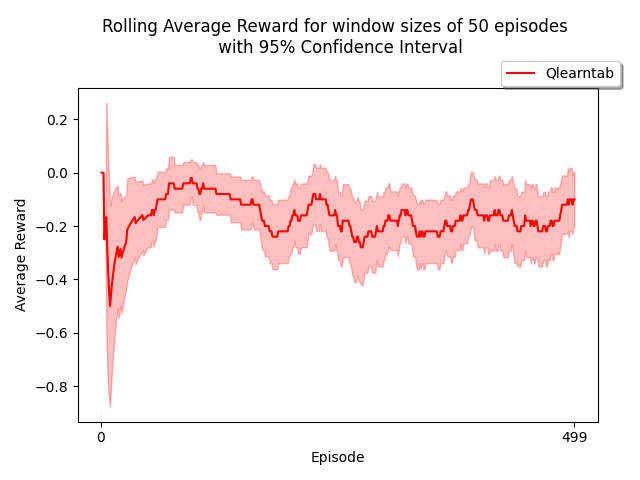 Rolling Average Reward for window sizes of 50 episodes
with 95% Confidence Interval
Qlearntab
0.2
0.0
−0.2
−0.4
−0.6
−0.8
Average Reward
0
499
Episode